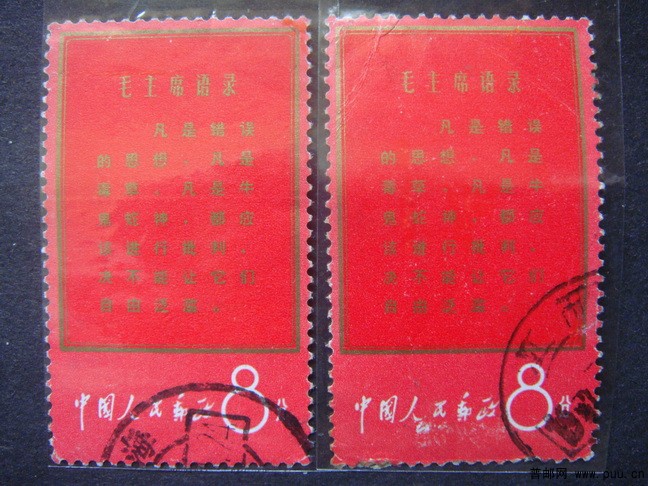 毛主席语录
凡是错误
的思想,凡是
毒草,凡是牛
鬼蛇神,都应
该进行批判,
决不能让它们
自由泛滥。
中国人民邮政 8分
毛主席语录
凡是错误
的思想,凡是
毒草,凡是牛
鬼蛇神,都应
该进行批判,
决不能让它们
自由泛滥。
中国人民邮政 8分
普邮网 www.puu.cn